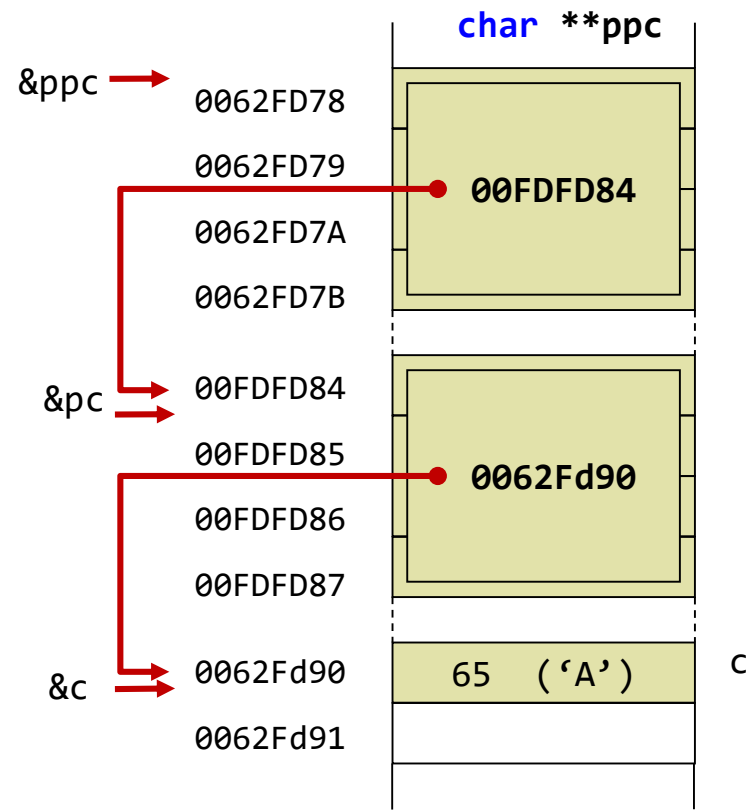 char **ppc
&ppc
0062FD78
0062FD79
00FDFD84
0062FD7A
0062FD7B
&pc
00FDFD84
00FDFD85
0062Fd90
00FDFD86
00FDFD87
&c
0062Fd90
65 (‘A’)
c
0062Fd91